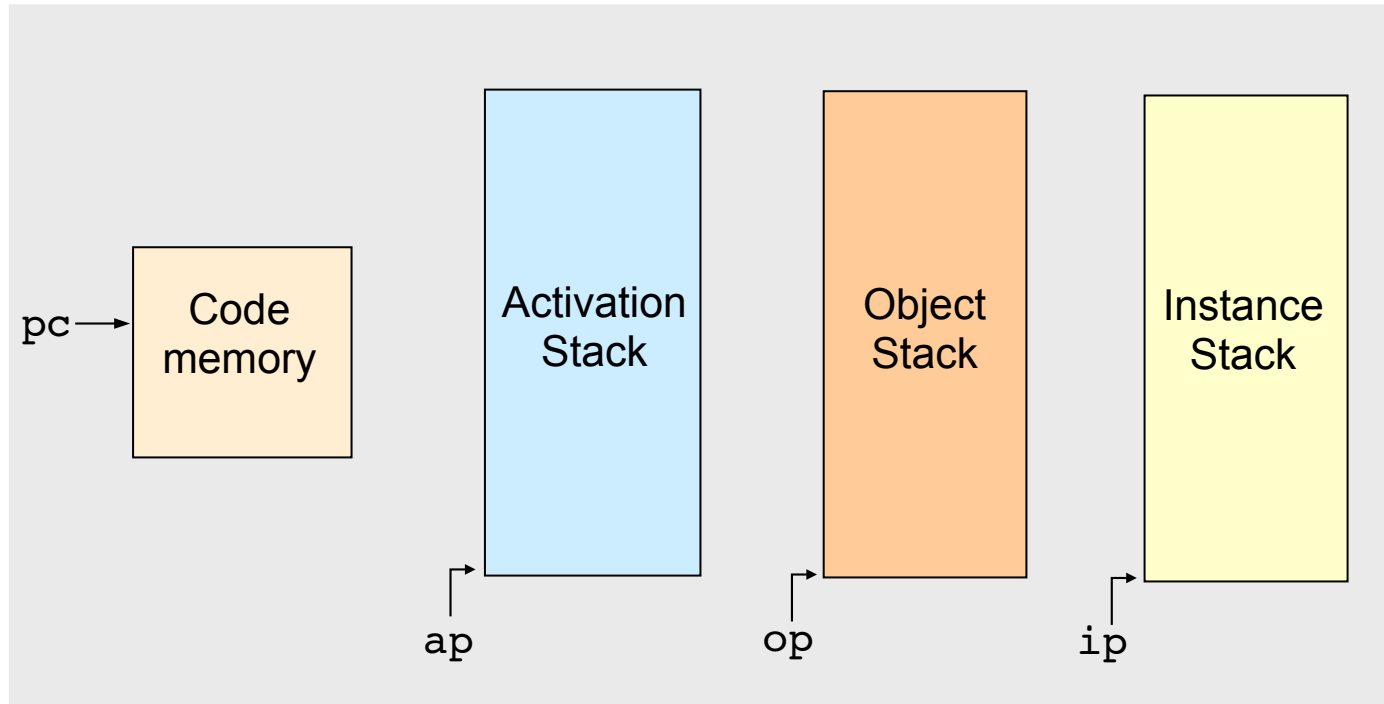 pc
Code
memory
Activation
Stack
Object
Stack
Instance
Stack
ap
op
ip